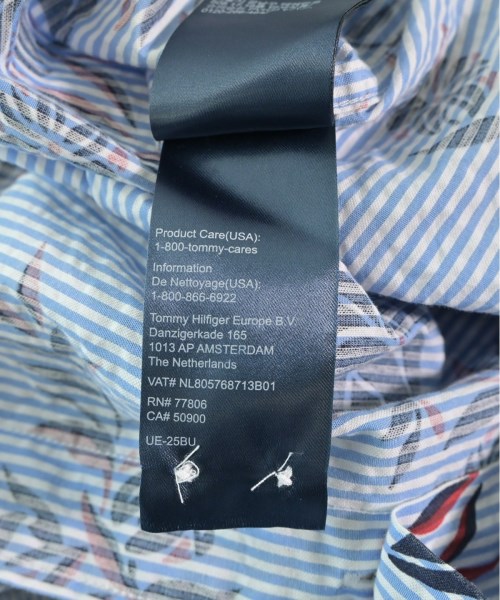 Product Care(USA):
1-800-tommy-cares
Information
De Nettoyage(USA):
1-800-866-6922
Tommy Hilfiger Europe B.V.
Danzigerkade 165
1013 AP AMSTERDAM
The Netherlands
VAT# NL805768713B01
RN# 77806
CA# 50900
UE-25BU